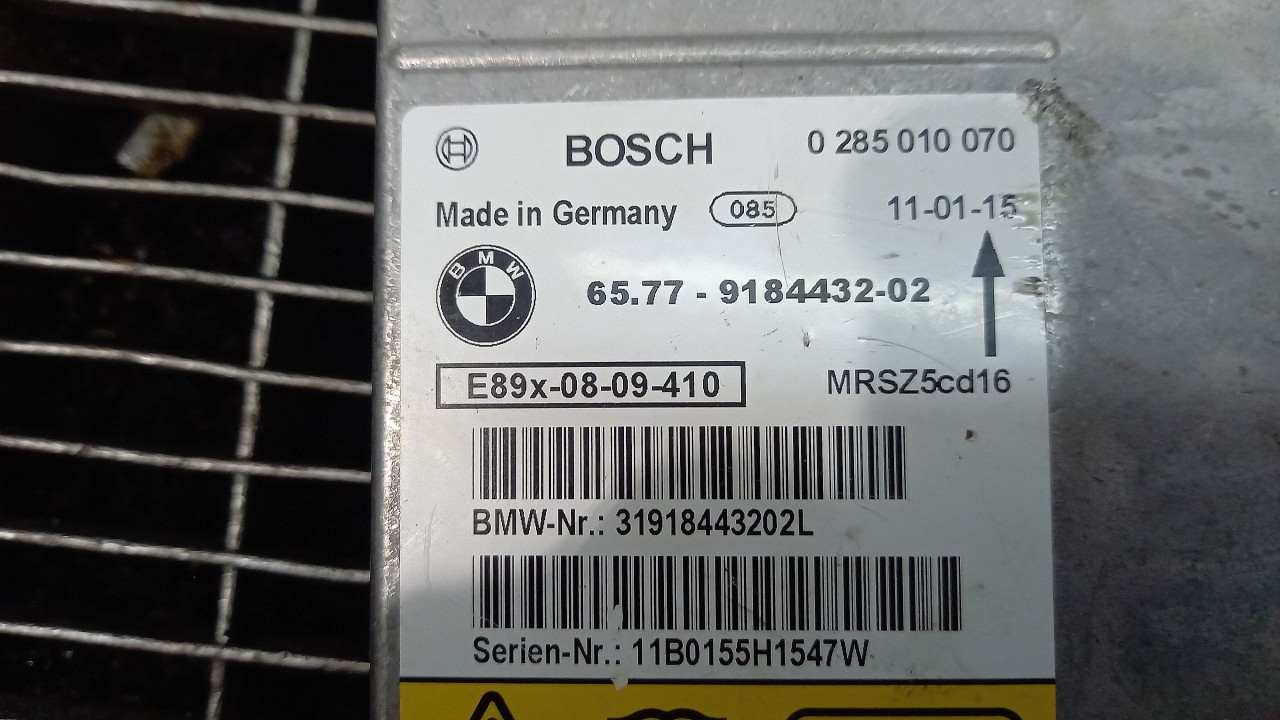 BOSCH 0 285 010 070
Made in Germany 085 11-01-15
BMW
65.77 - 9184432-02
E89x-08-09-410 MRSZ5cd16
BMW-Nr.: 31918443202L
Serien-Nr.: 11B0155H1547W